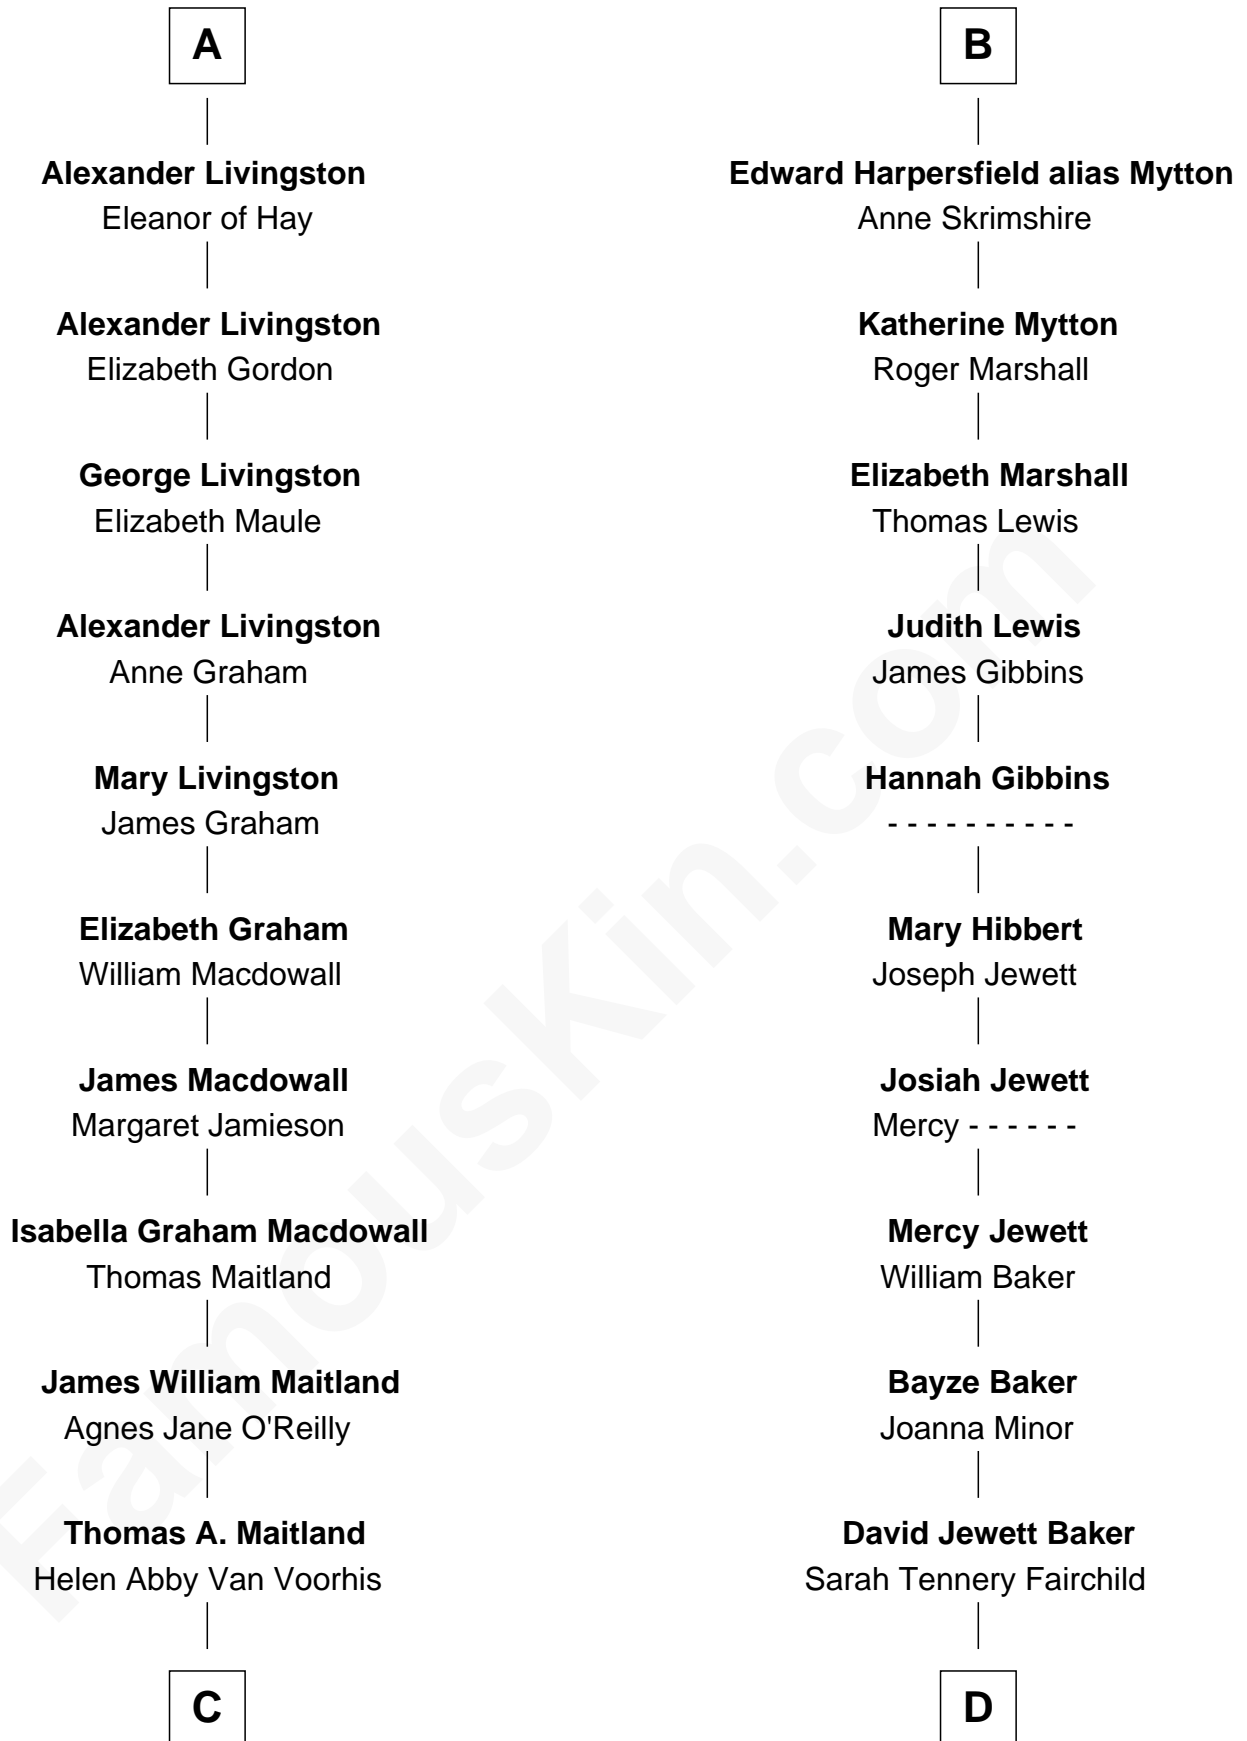 A
Alexander Livingston
Eleanor of Hay
Alexander Livingston
Elizabeth Gordon
George Livingston
Elizabeth Maule
Alexander Livingston
Anne Graham
Mary Livingston
James Graham
Elizabeth Graham
William Macdowall
James Macdowall
Margaret Jamieson
Isabella Graham Macdowall
Thomas Maitland
James William Maitland
Agnes Jane O'Reilly
Thomas A. Maitland
Helen Abby Van Voorhis
C
B
Edward Harpersfield alias Mytton
Anne Skrimshire
Katherine Mytton
Roger Marshall
Elizabeth Marshall
Thomas Lewis
Judith Lewis
James Gibbins
Hannah Gibbins
- - - - - - - - - -
Mary Hibbert
Joseph Jewett
Josiah Jewett
Mercy - - - - - -
Mercy Jewett
William Baker
Bayze Baker
Joanna Minor
David Jewett Baker
Sarah Tennery Fairchild
D
FamousKin.com